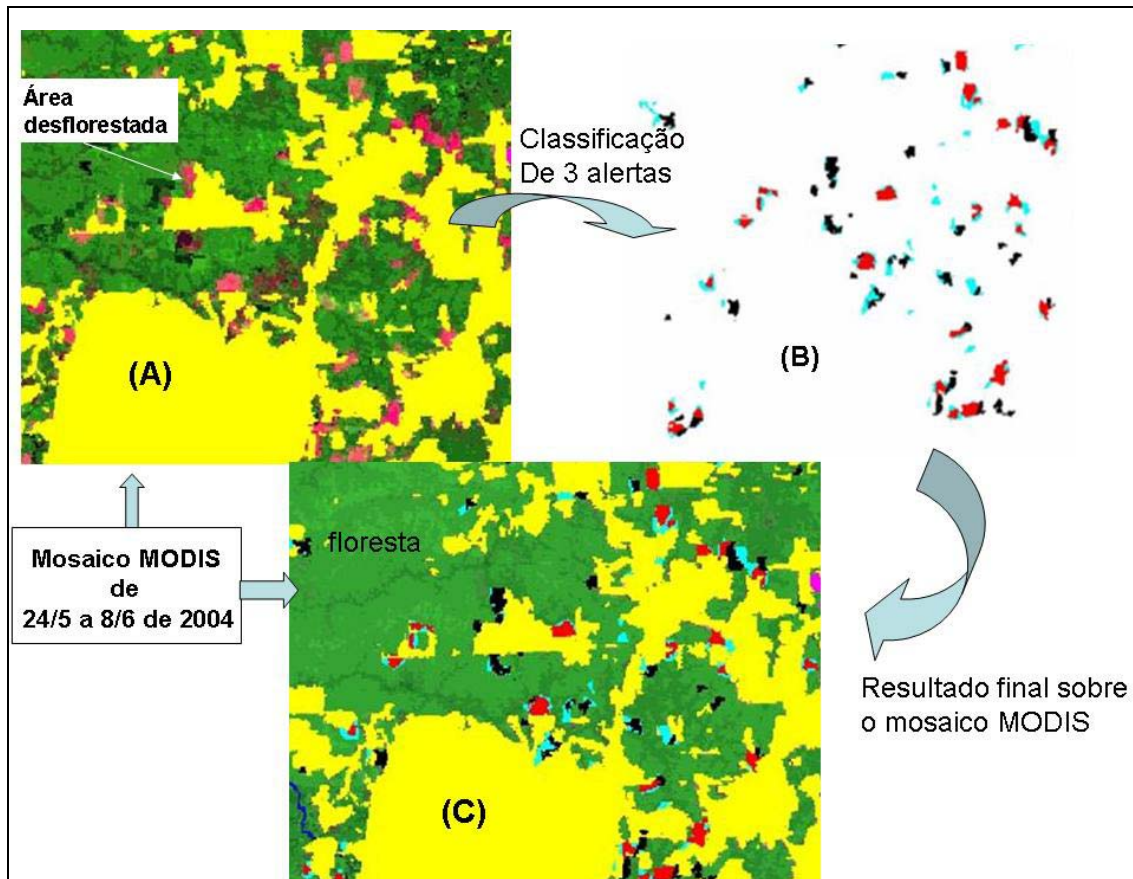 Área
desflorestada
(A)
Classificação
De 3 alertas
(B)
Mosaico MODIS
de
24/5 a 8/6 de 2004
floresta
(C)
Resultado final sobre
o mosaico MODIS